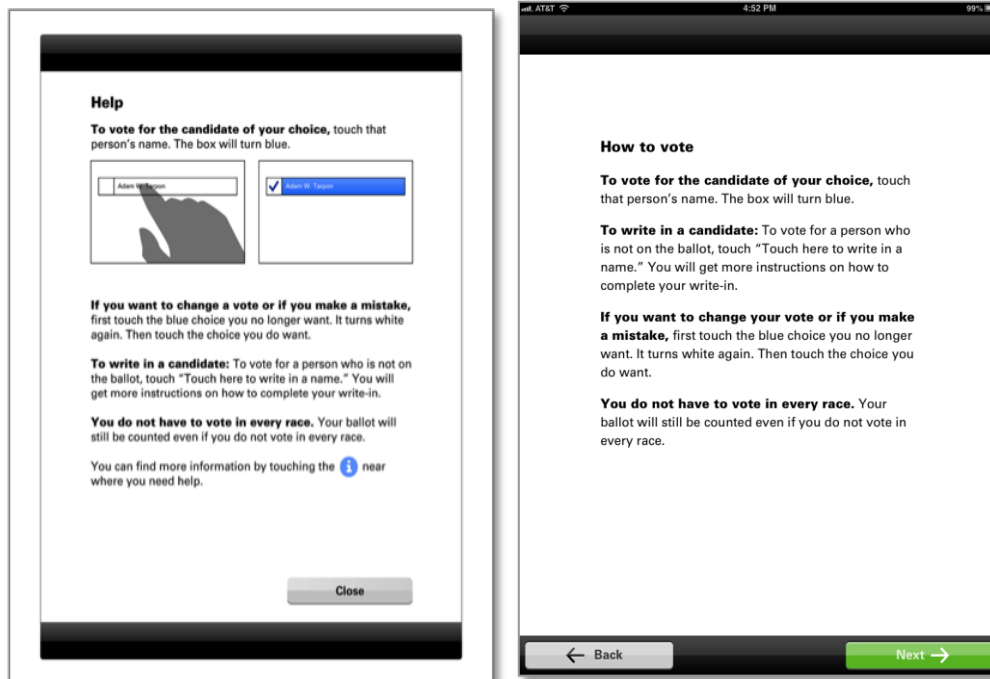 Help
To vote for the candidate of your choice, touch that
person's name. The box will turn blue.
Adam W. Tarpon
Adam W. Tarpon
If you want to change a vote or if you make a mistake,
first touch the blue choice you no longer want. It turns white
again. Then touch the choice you do want.
To write in a candidate: To vote for a person who is not on
the ballot, touch "Touch here to write in a name." You will
get more instructions on how to complete your write-in.
You do not have to vote in every race. Your ballot will
still be counted even if you do not vote in every race.
You can find more information by touching the i near
where you need help.
Close
AT&T 4:52 PM 99%
How to vote
To vote for the candidate of your choice, touch
that person's name. The box will turn blue.
To write in a candidate: To vote for a person who
is not on the ballot, touch "Touch here to write in a
name." You will get more instructions on how to
complete your write-in.
If you want to change your vote or if you make
a mistake, first touch the blue choice you no longer
want. It turns white again. Then touch the choice you
do want.
You do not have to vote in every race. Your
ballot will still be counted even if you do not vote in
every race.
← Back
Next →